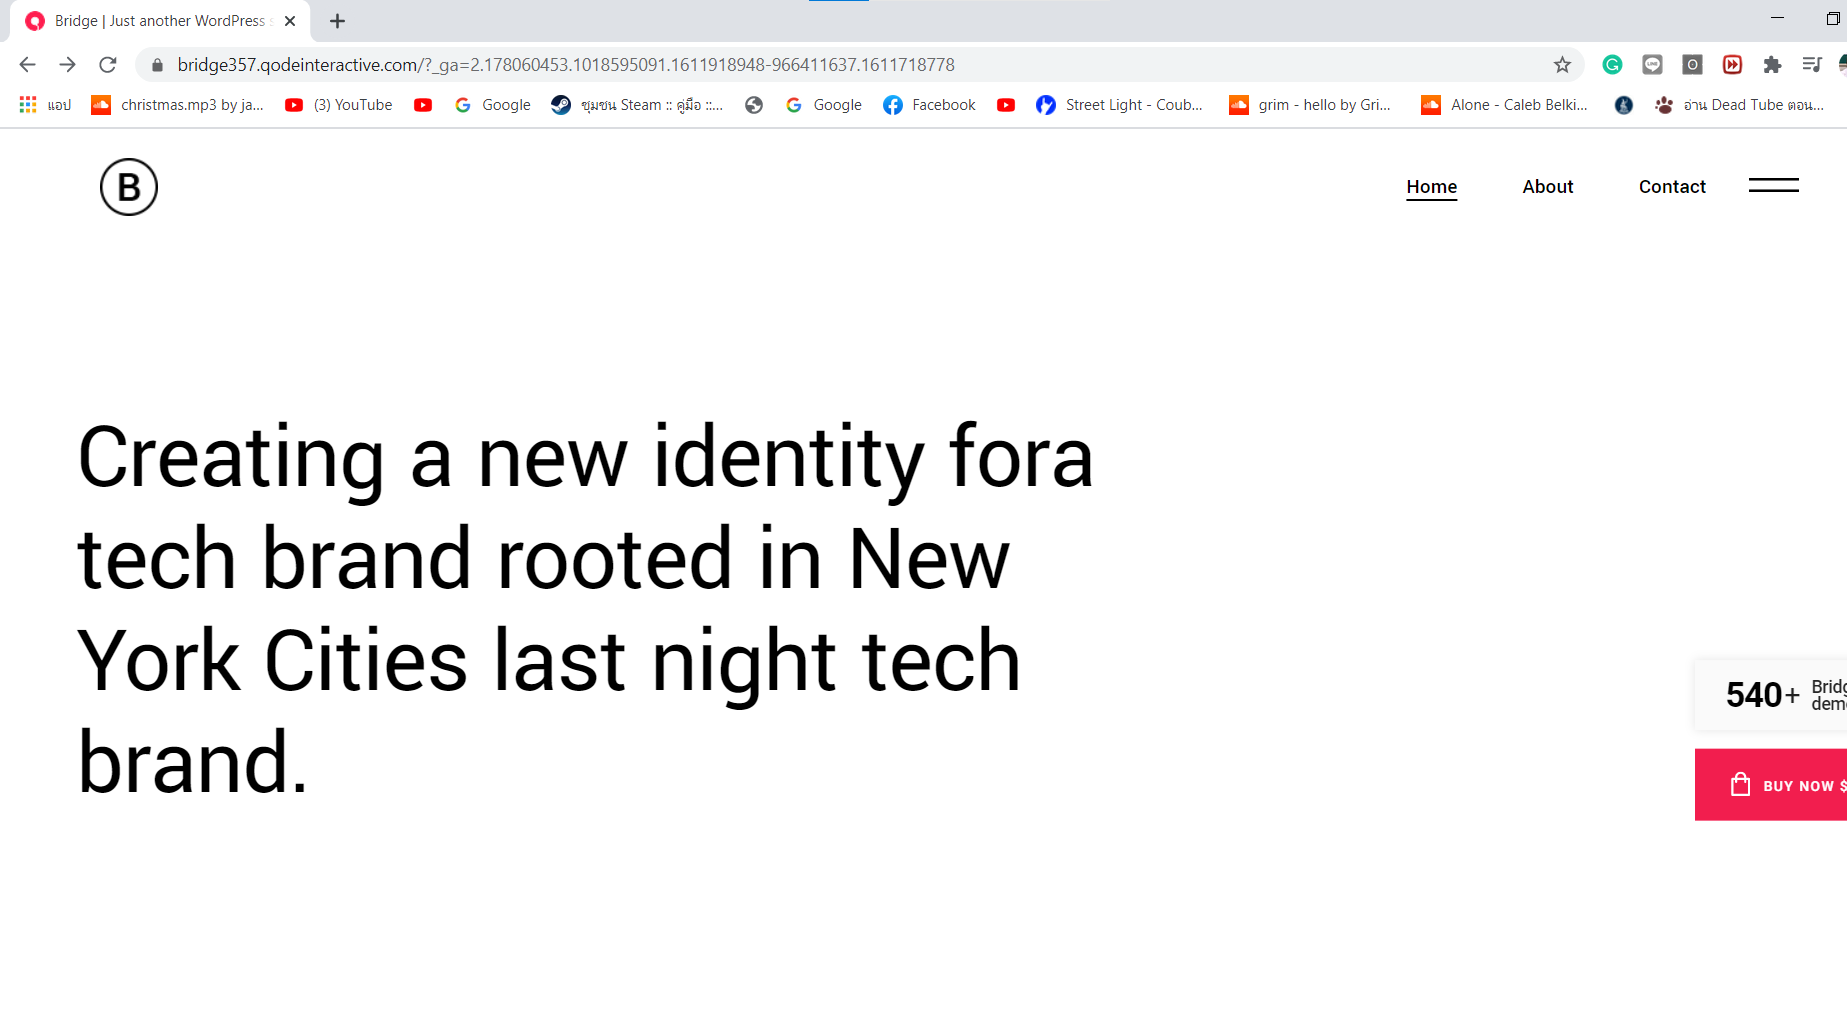 Bridge | Just another WordPress
bridge357.qodeinteractive.com/?_ga=2.178060453.1018595091.1611918948-966411637.1611718778
แอป christmas.mp3 by ja... (3) YouTube Google ชุมชน Steam :: คู่มือ ::... Google Facebook Street Light - Coub... grim - hello by Gri... Alone - Caleb Belki... อ่าน Dead Tube ตอน...
B Home About Contact
Creating a new identity fora
tech brand rooted in New
York Cities last night tech
brand.
540+
BUY NOW $